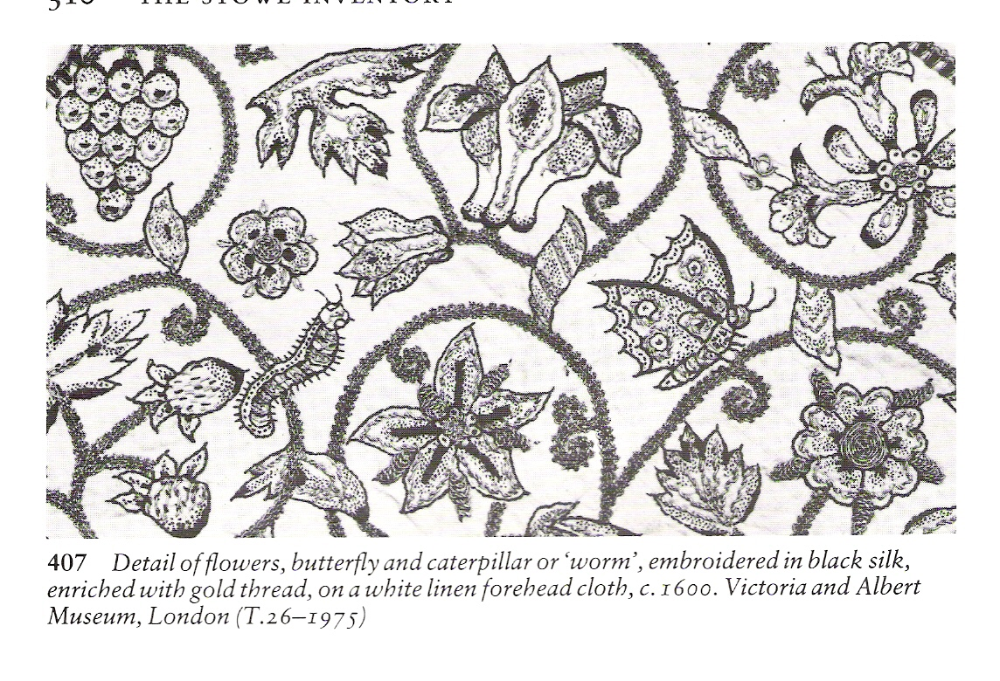 THE STOWE INVENTORY
407 Detail of flowers, butterfly and caterpillar or ‘worm’, embroidered in black silk,
enriched with gold thread, on a white linen forehead cloth, c. 1600. Victoria and Albert
Museum, London (T.26–1975)